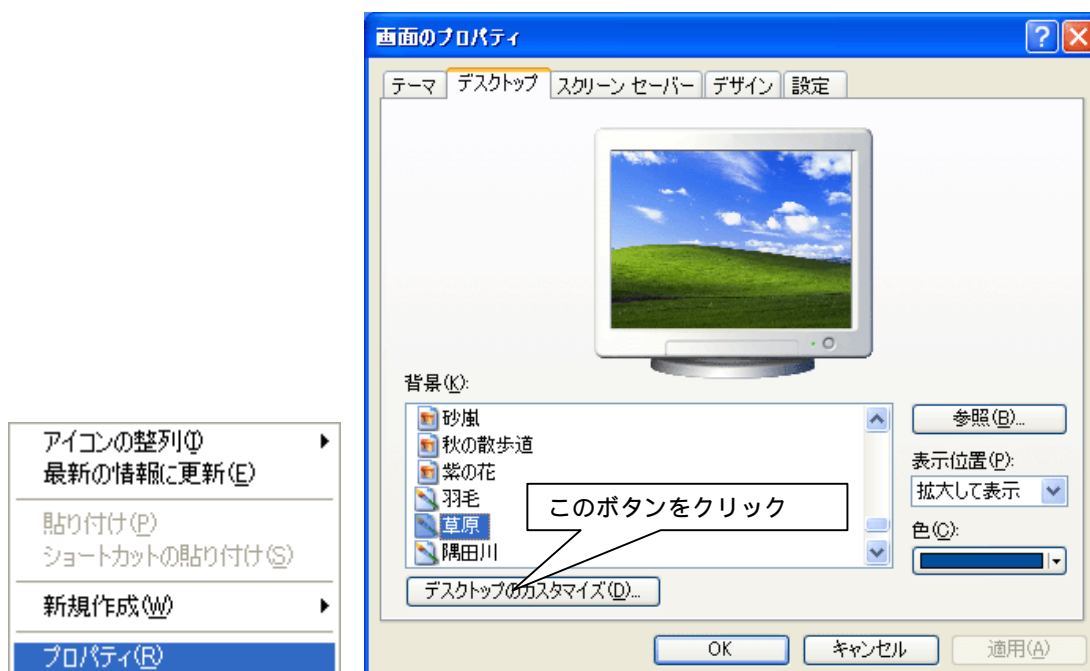 画面のプロパティ
テーマ デスクトップ スクリーン セーバー デザイン 設定
背景(K):
砂嵐
秋の散歩道
紫の花
羽毛
草原
隅田川
参照(B)...
表示位置(P):
拡大して表示
色(C):
このボタンをクリック
デスクトップのカスタマイズ(D)...
OK キャンセル 適用(A)
アイコンの整列(I)
最新の情報に更新(E)
貼り付け(P)
ショートカットの貼り付け(S)
新規作成(W)
プロパティ(R)